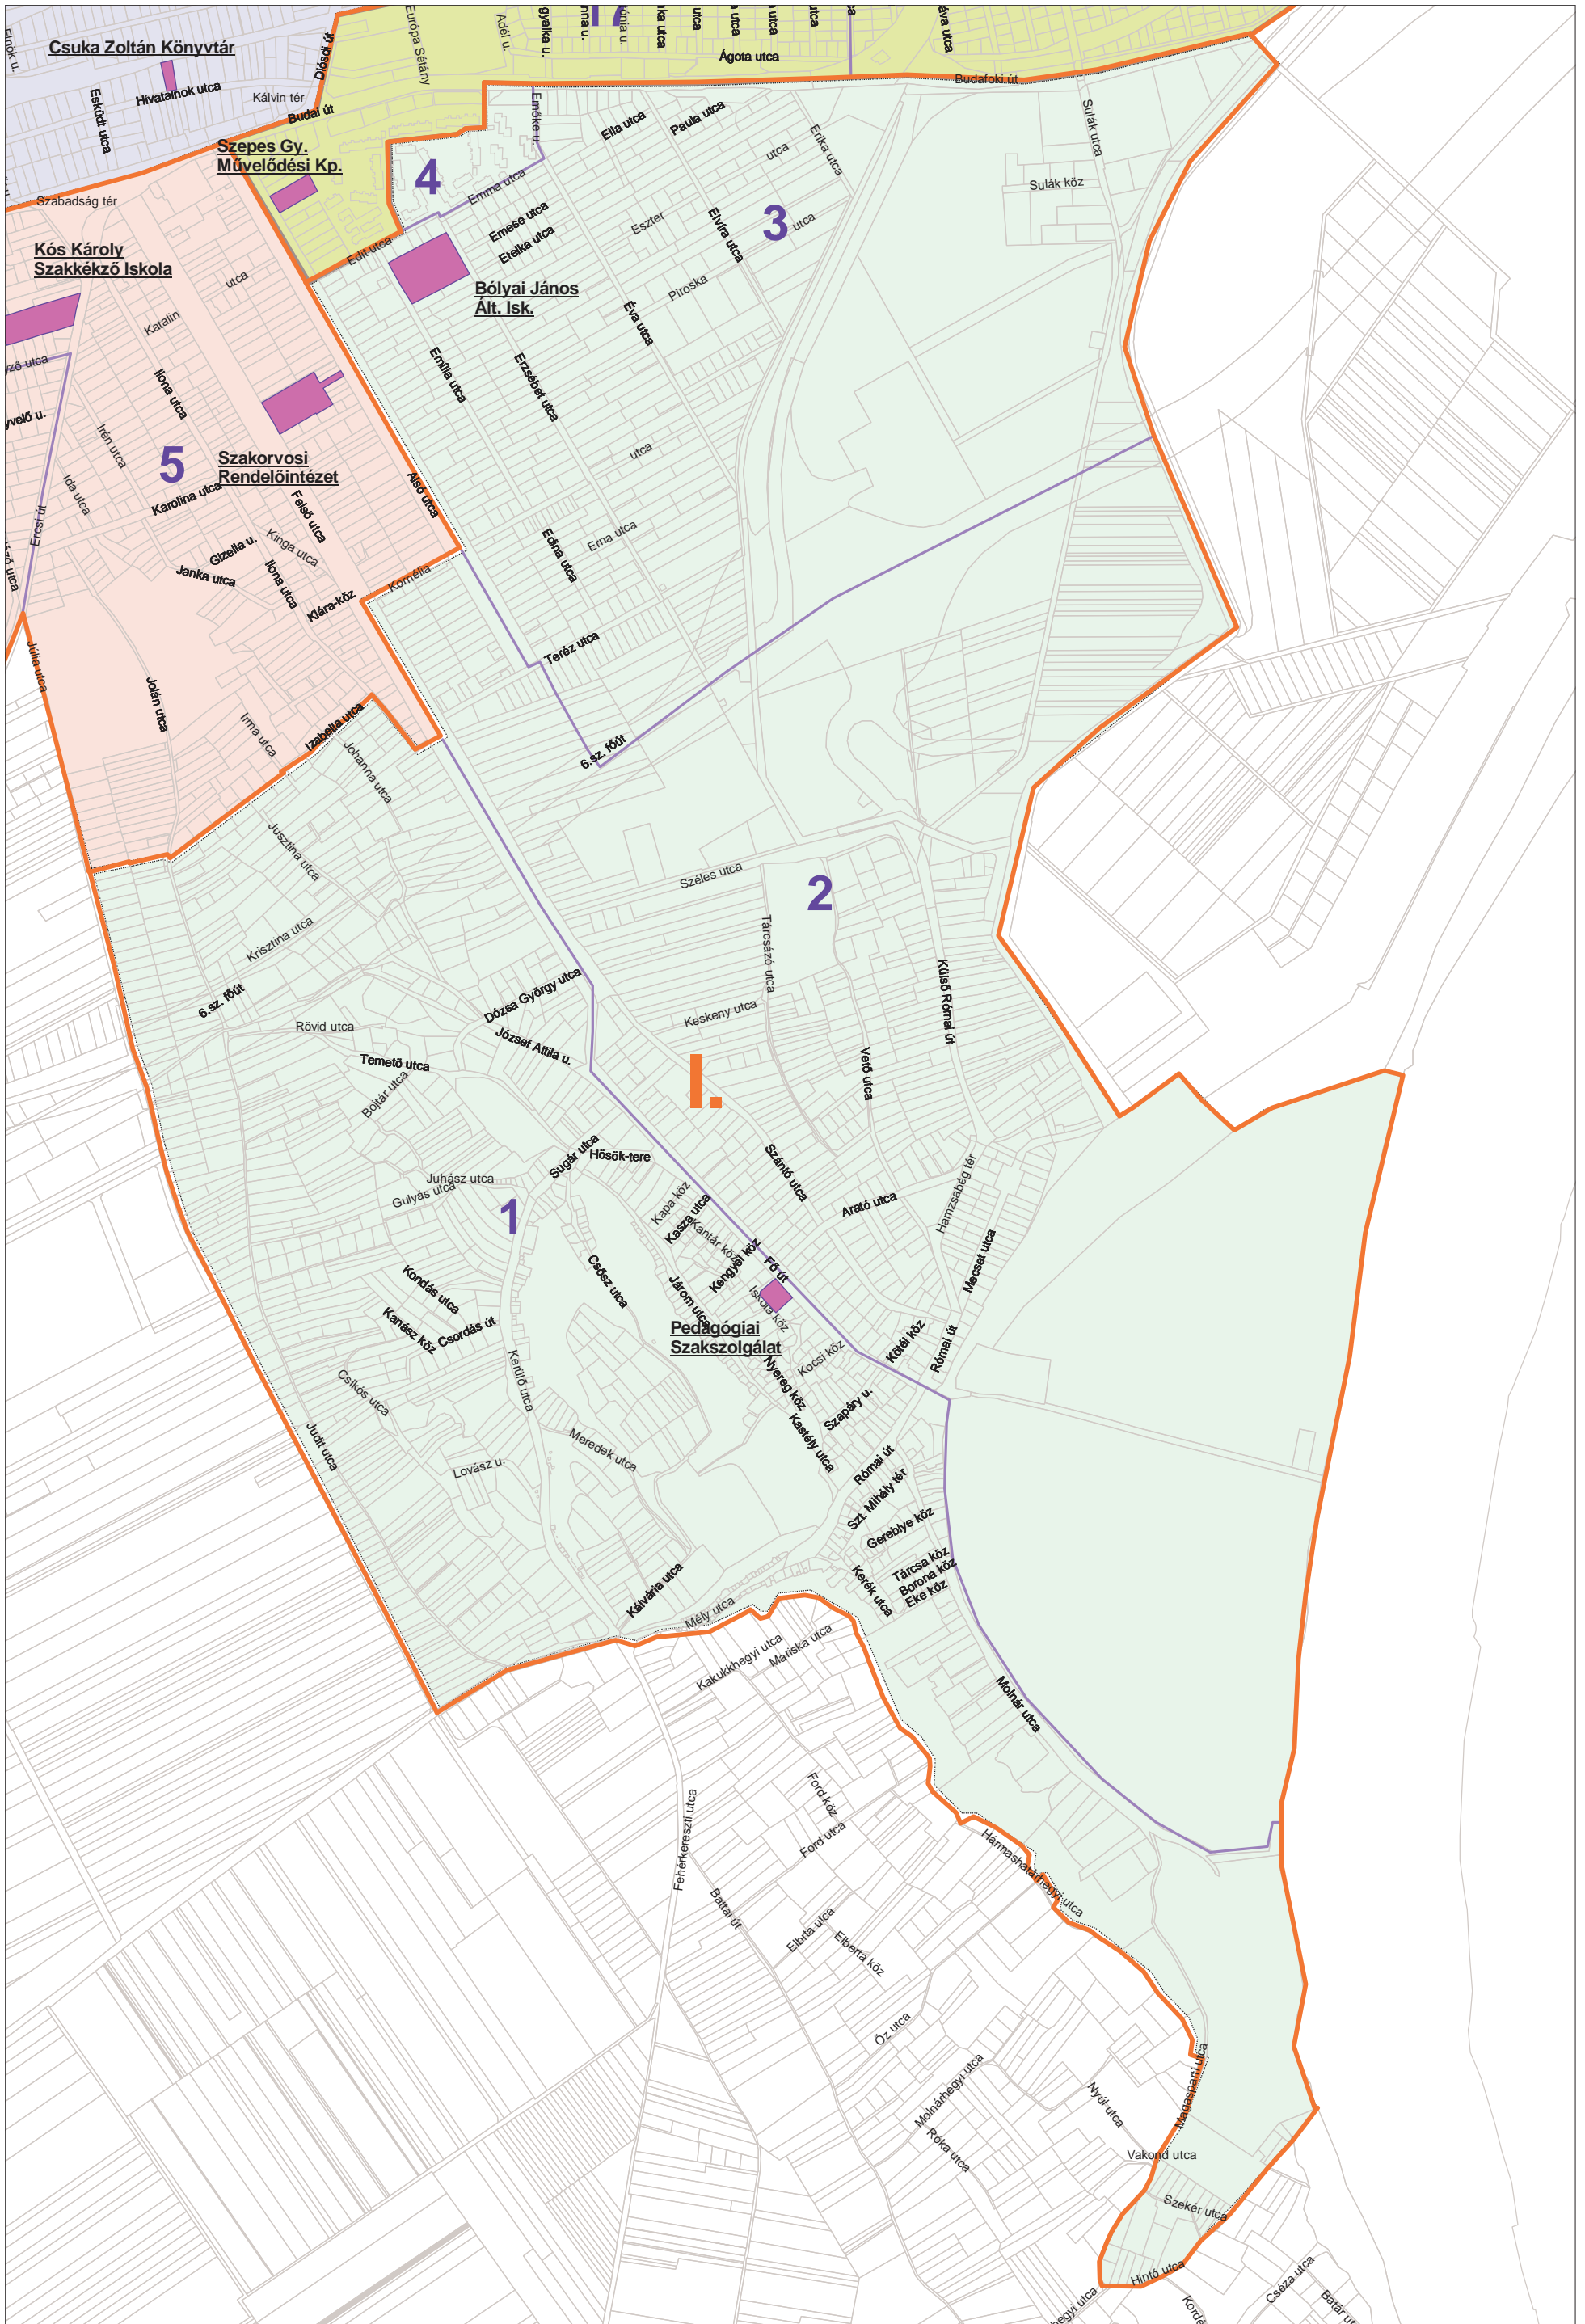 Csuka Zoltán Könyvtár
Eskődt utca
Hivatalnok utca
Kálvin tér
Diósdi út
Budai út
Európa Sétány
Adél u.
17
Ágota utca
Budafoki út
Szepes Gy.
Művelődési Kp.
Szabadság tér
Kós Károly
Szakkékző Iskola
utca
Katalin
Ilona utca
Irén utca
Ida utca
Ercsi út
5
Karolina utca
Szakorvosi
Rendelőintézet
Felső utca
Alsó utca
Gizella u.
Kinga utca
Janka utca
Ilona utca
Klára-köz
Kornélia
Júlia utca
Jolán utca
Irma utca
Izabella utca
4
Emőke u.
Emma utca
Emese utca
Etelka utca
Edit utca
Bólyai János
Ált. Isk.
Ella utca
Paula utca
utca
Erika utca
Eszter
Elvira utca
3
utca
Piroska
Éva utca
Emília utca
Erzsébet utca
utca
Edina utca
Erna utca
Teréz utca
6.sz. főút
Sulák utca
Sulák köz
Johanna utca
Jusztina utca
Krisztina utca
6.sz. főút
Rövid utca
Dózsa György utca
József Attila u.
Temető utca
Bojtár utca
Széles utca
2
Tárcsázó utca
Keskeny utca
Külső Római út
Vető utca
I.
Sugár utca
Hősök-tere
Juhász utca
Gulyás utca
1
Kapa köz
Kasza utca
Kantár köz
Kengyel köz
Szántó utca
Arató utca
Hamzsabég tér
Mecset utca
Fő út
Iskola köz
Csősz utca
Járom utca
Pedagógiai
Szakszolgálat
Kondás utca
Kanász köz
Csordás út
Csikós utca
Kerülő utca
Judit utca
Lovász u.
Meredek utca
Kocsi köz
Kötél köz
Római út
Nyereg köz
Szapáry u.
Kastély utca
Római út
Szt. Mihály tér
Gereblye köz
Tárcsa köz
Borona köz
Eke köz
Kerék utca
Kálvária utca
Mély utca
Kakukkhegyi utca
Mariska utca
Molnár utca
Fehérkereszti utca
Ford köz
Ford utca
Battai út
Hármashatárhegyi utca
Elbrta utca
Elberta köz
Őz utca
Molnárhegyi utca
Róka utca
Nyúl utca
Magasparti utca
Vakond utca
Szekér utca
Hintó utca
Cséza utca